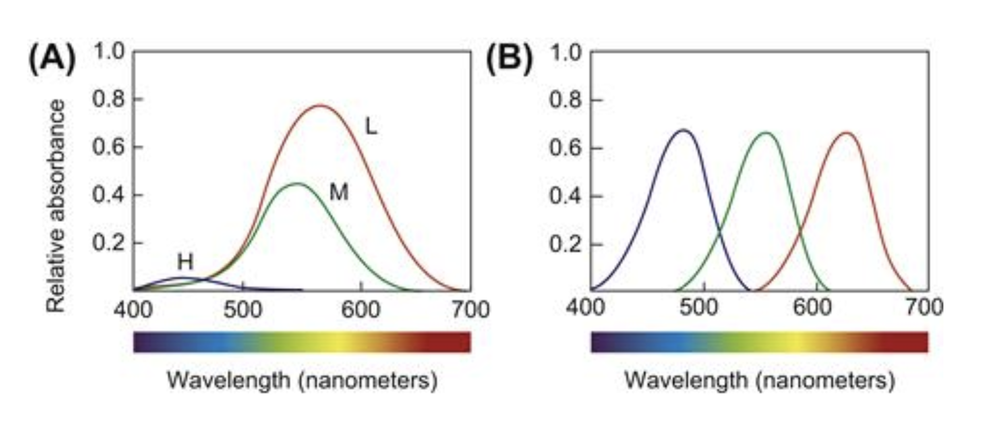 (A)
1.0
0.8
0.6
0.4
0.2
Relative absorbance
H
M
L
400 500 600 700
Wavelength (nanometers)
(B)
1.0
0.8
0.6
0.4
0.2
400 500 600 700
Wavelength (nanometers)